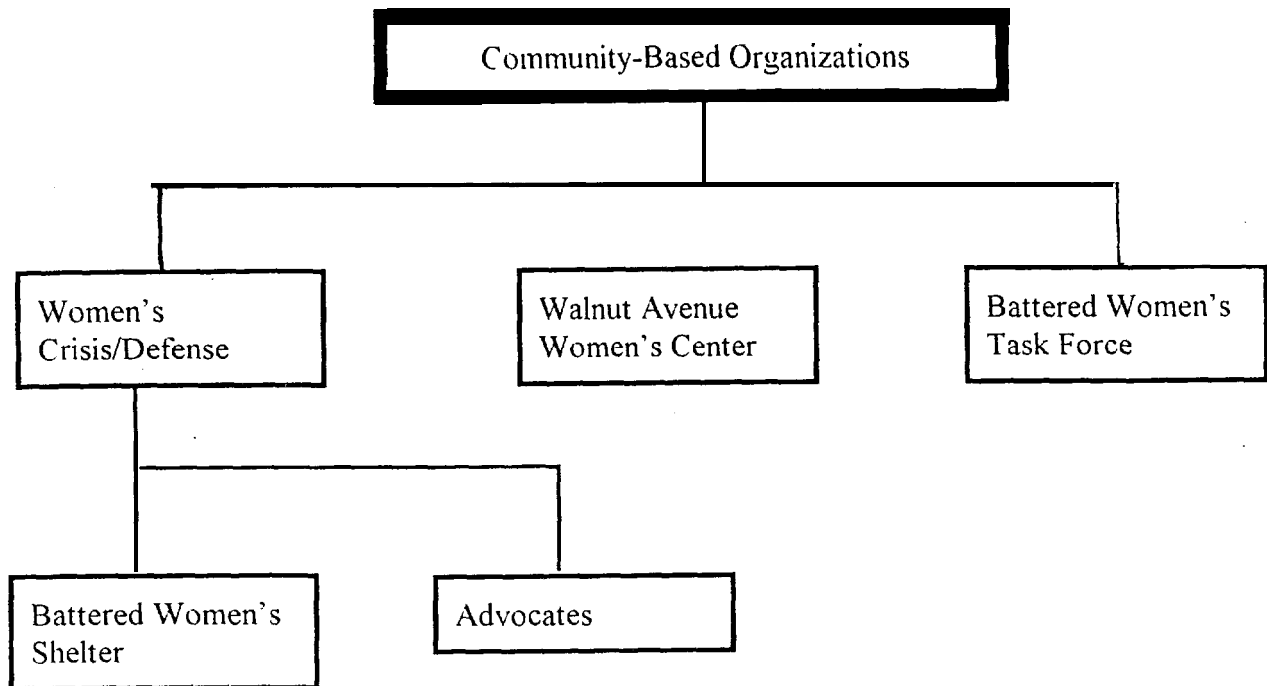 Community-Based Organizations
Women's
Crisis/Defense
Walnut Avenue
Women's Center
Battered Women's
Task Force
Battered Women's
Shelter
Advocates